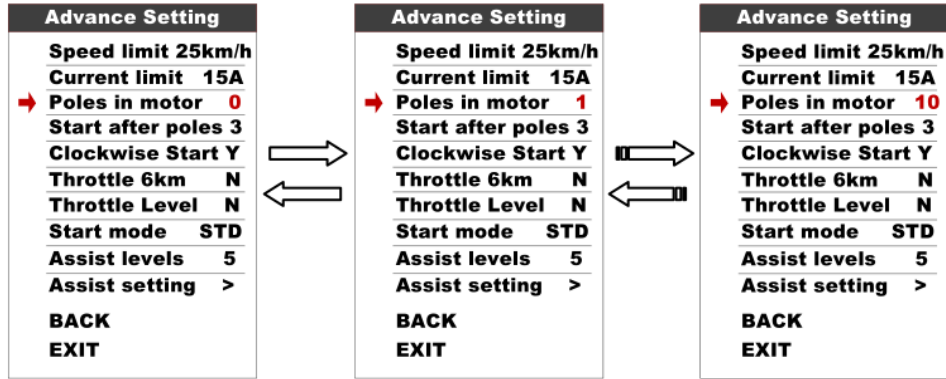 Advance Setting
Speed limit 25km/h
Current limit 15A
Poles in motor 0
Start after poles 3
Clockwise Start Y
Throttle 6km N
Throttle Level N
Start mode STD
Assist levels 5
Assist setting >
BACK
EXIT
Advance Setting
Speed limit 25km/h
Current limit 15A
Poles in motor 1
Start after poles 3
Clockwise Start Y
Throttle 6km N
Throttle Level N
Start mode STD
Assist levels 5
Assist setting >
BACK
EXIT
Advance Setting
Speed limit 25km/h
Current limit 15A
Poles in motor 10
Start after poles 3
Clockwise Start Y
Throttle 6km N
Throttle Level N
Start mode STD
Assist levels 5
Assist setting >
BACK
EXIT